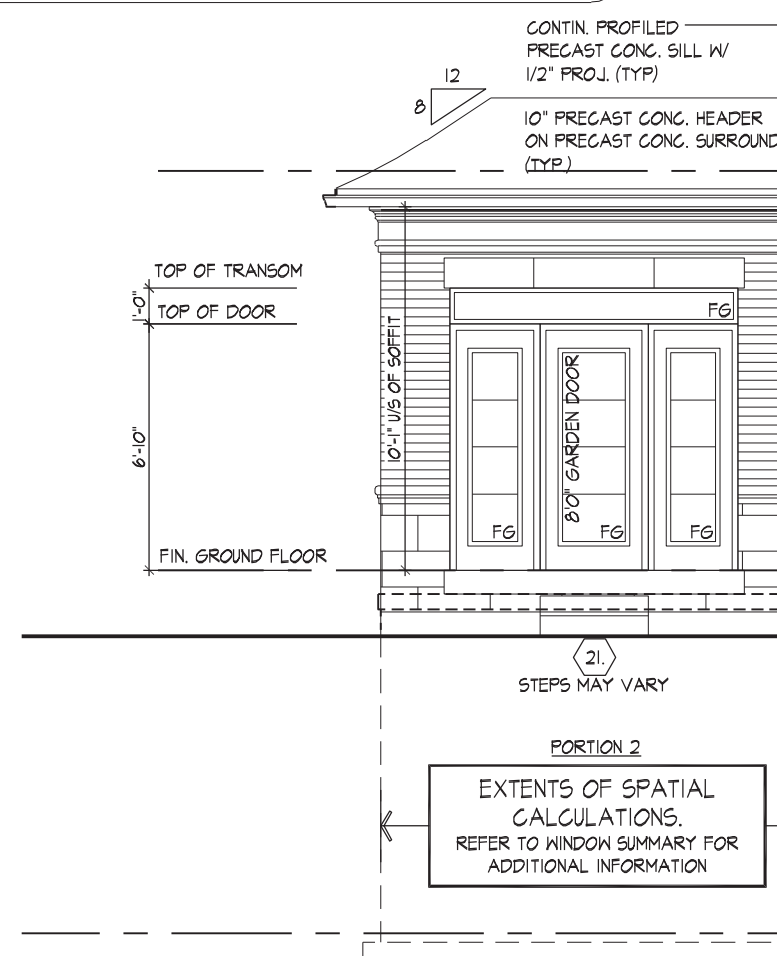 CONTIN. PROFILED
PRECAST CONC. SILL W/
1/2" PROJ. (TYP)
12
8
10" PRECAST CONC. HEADER
ON PRECAST CONC. SURROUND
(TYP.)
TOP OF TRANSOM
1'-0"
TOP OF DOOR
FG
10'-1" U/S OF SOFFIT
8'0" GARDEN DOOR
6'-10"
FG
FG
FG
FIN. GROUND FLOOR
21.
STEPS MAY VARY
PORTION 2
EXTENTS OF SPATIAL
CALCULATIONS.
REFER TO WINDOW SUMMARY FOR
ADDITIONAL INFORMATION